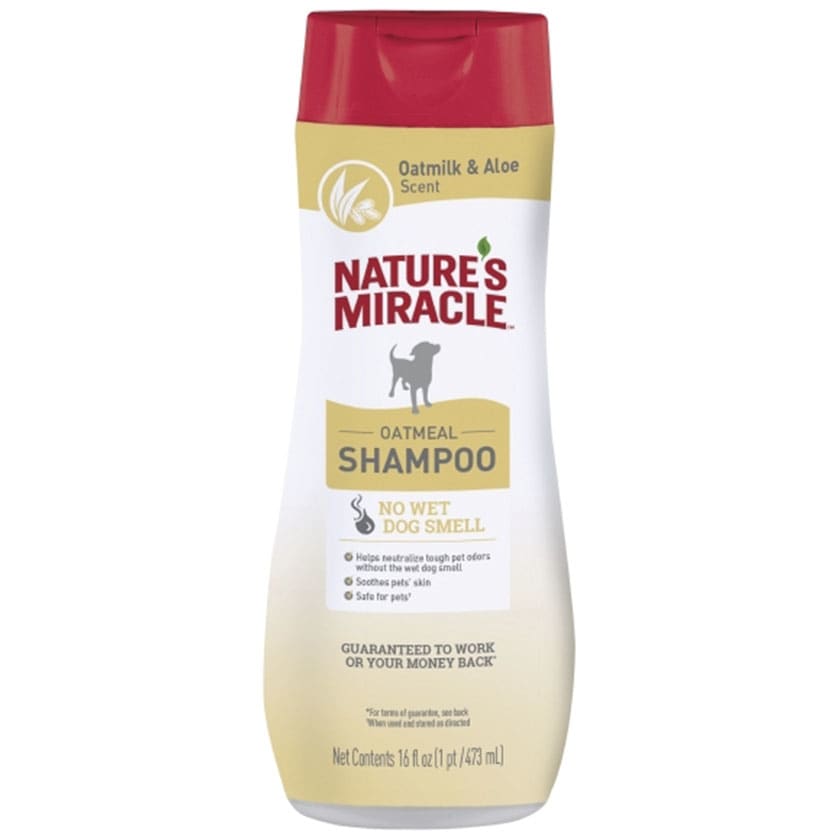 Oatmilk & Aloe
Scent
NATURE'S
MIRACLE™
OATMEAL
SHAMPOO
NO WET
DOG SMELL
Helps neutralize tough pet odors
without the wet dog smell
Soothes pets' skin
Safe for pets†
GUARANTEED TO WORK
OR YOUR MONEY BACK*
*For terms of guarantee, see back
†When used and stored as directed
Net Contents 16 fl oz (1 pt /473 mL)